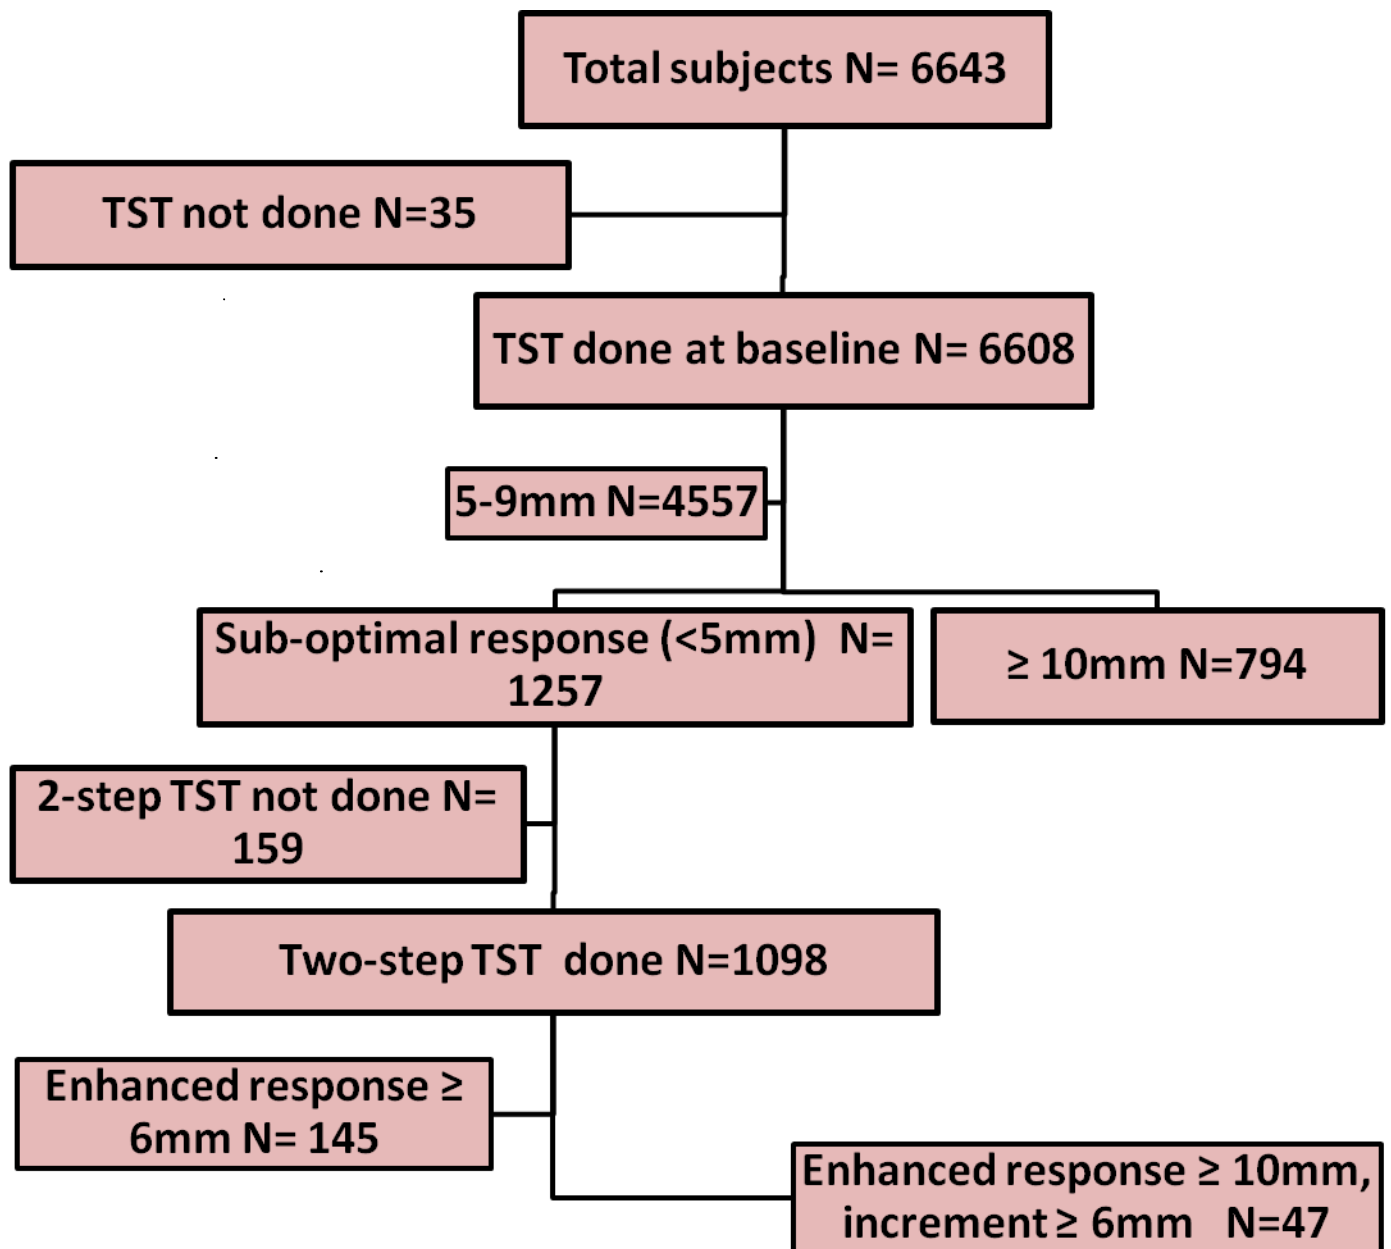 Total subjects N= 6643
TST not done N=35
TST done at baseline N= 6608
5-9mm N=4557
Sub-optimal response (<5mm)  N=
1257
≥ 10mm N=794
2-step TST not done N=
159
Two-step TST  done N=1098
Enhanced response ≥
6mm N= 145
Enhanced response ≥ 10mm,
increment ≥ 6mm   N=47